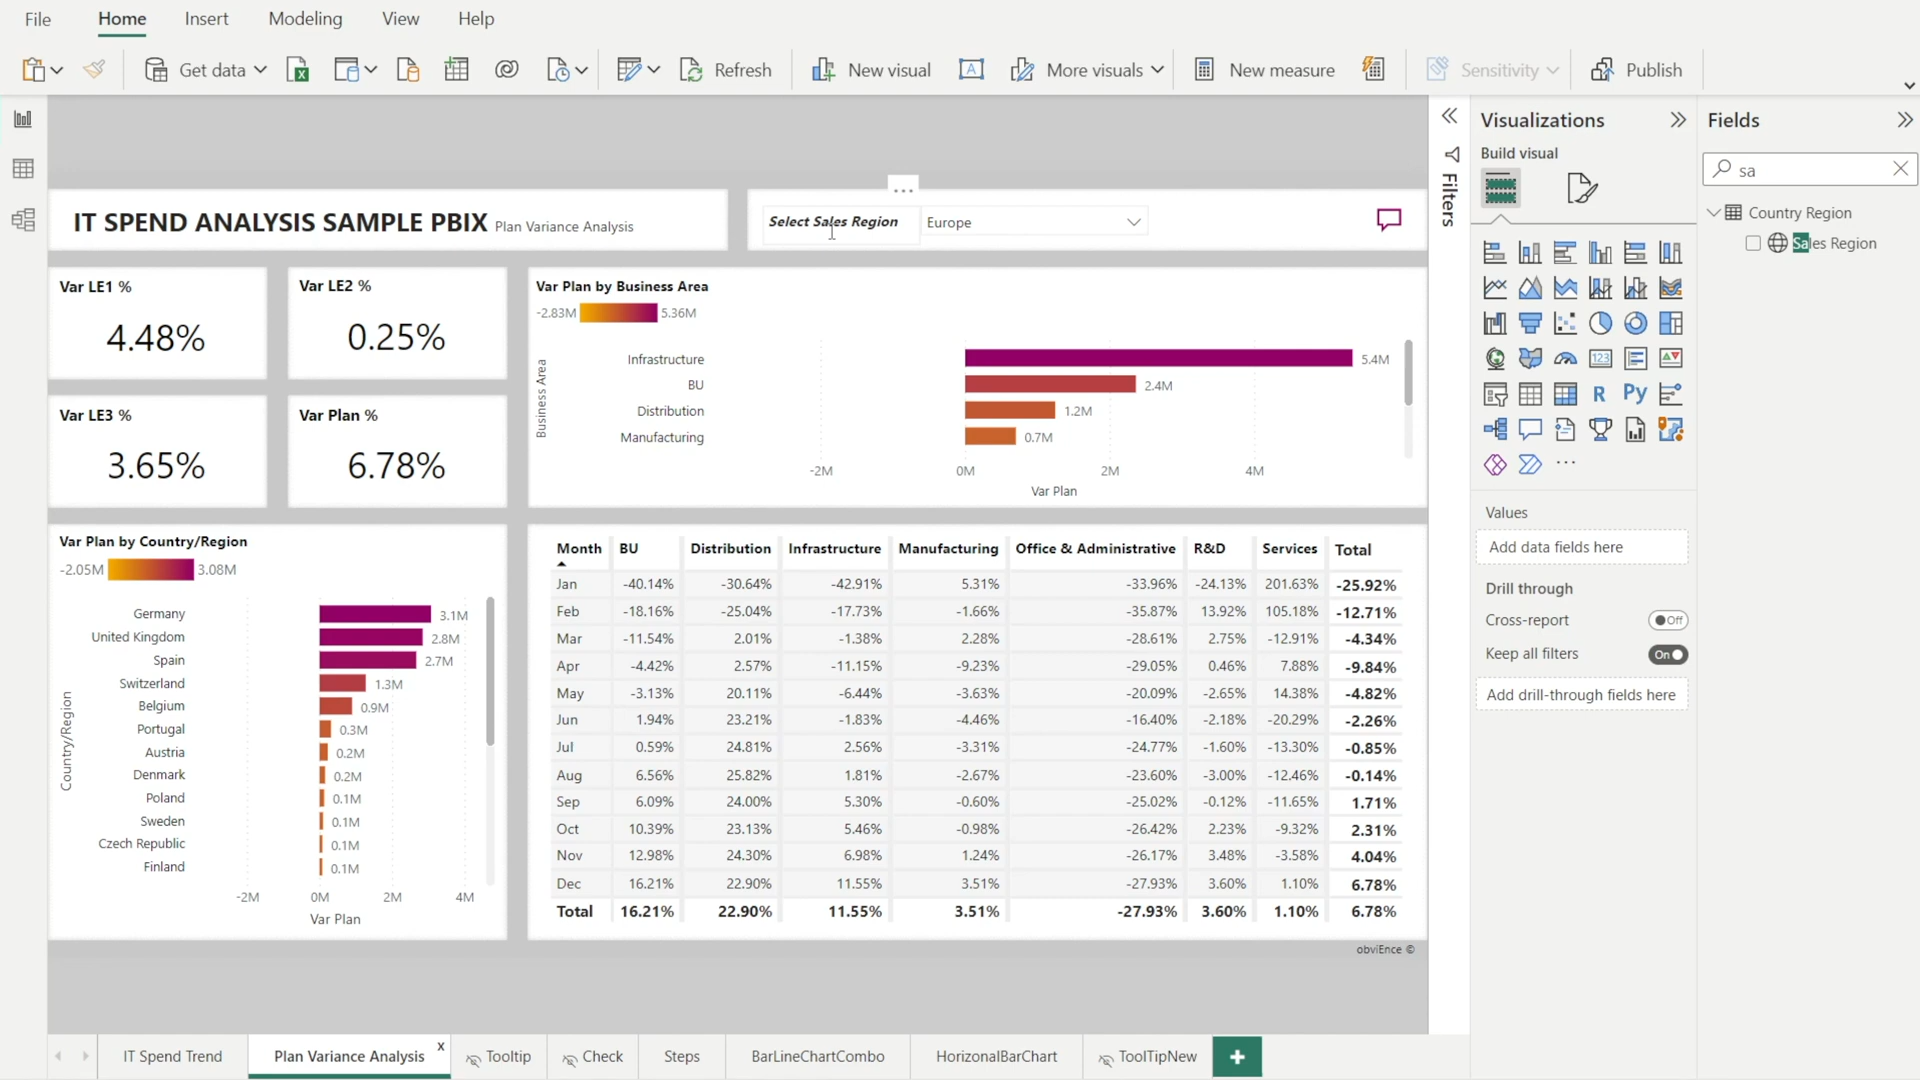 File Home Insert Modeling View Help
Get data Refresh New visual More visuals New measure Sensitivity Publish
IT SPEND ANALYSIS SAMPLE PBIX Plan Variance Analysis
...
Select Sales Region Europe
Var LE1 %
4.48%
Var LE2 %
0.25%
Var LE3 %
3.65%
Var Plan %
6.78%
Var Plan by Business Area
-2.83M 5.36M
Business Area
Infrastructure 5.4M
BU 2.4M
Distribution 1.2M
Manufacturing 0.7M
-2M 0M 2M 4M
Var Plan
Var Plan by Country/Region
-2.05M 3.08M
Country/Region
Germany 3.1M
United Kingdom 2.8M
Spain 2.7M
Switzerland 1.3M
Belgium 0.9M
Portugal 0.3M
Austria 0.2M
Denmark 0.2M
Poland 0.1M
Sweden 0.1M
Czech Republic 0.1M
Finland 0.1M
-2M 0M 2M 4M
Var Plan
Month BU Distribution Infrastructure Manufacturing Office & Administrative R&D Services Total
Jan -40.14% -30.64% -42.91% 5.31% -33.96% -24.13% 201.63% -25.92%
Feb -18.16% -25.04% -17.73% -1.66% -35.87% 13.92% 105.18% -12.71%
Mar -11.54% 2.01% -1.38% 2.28% -28.61% 2.75% -12.91% -4.34%
Apr -4.42% 2.57% -11.15% -9.23% -29.05% 0.46% 7.88% -9.84%
May -3.13% 20.11% -6.44% -3.63% -20.09% -2.65% 14.38% -4.82%
Jun 1.94% 23.21% -1.83% -4.46% -16.40% -2.18% -20.29% -2.26%
Jul 0.59% 24.81% 2.56% -3.31% -24.77% -1.60% -13.30% -0.85%
Aug 6.56% 25.82% 1.81% -2.67% -23.60% -3.00% -12.46% -0.14%
Sep 6.09% 24.00% 5.30% -0.60% -25.02% -0.12% -11.65% 1.71%
Oct 10.39% 23.13% 5.46% -0.98% -26.42% 2.23% -9.32% 2.31%
Nov 12.98% 24.30% 6.98% 1.24% -26.17% 3.48% -3.58% 4.04%
Dec 16.21% 22.90% 11.55% 3.51% -27.93% 3.60% 1.10% 6.78%
Total 16.21% 22.90% 11.55% 3.51% -27.93% 3.60% 1.10% 6.78%
obviEnce ©
Filters
Visualizations
Build visual
123
R Py
...
Values
Add data fields here
Drill through
Cross-report Off
Keep all filters On
Add drill-through fields here
Fields
sa
Country Region
Sales Region
IT Spend Trend Plan Variance Analysis x Tooltip Check Steps BarLineChartCombo HorizonalBarChart ToolTipNew +